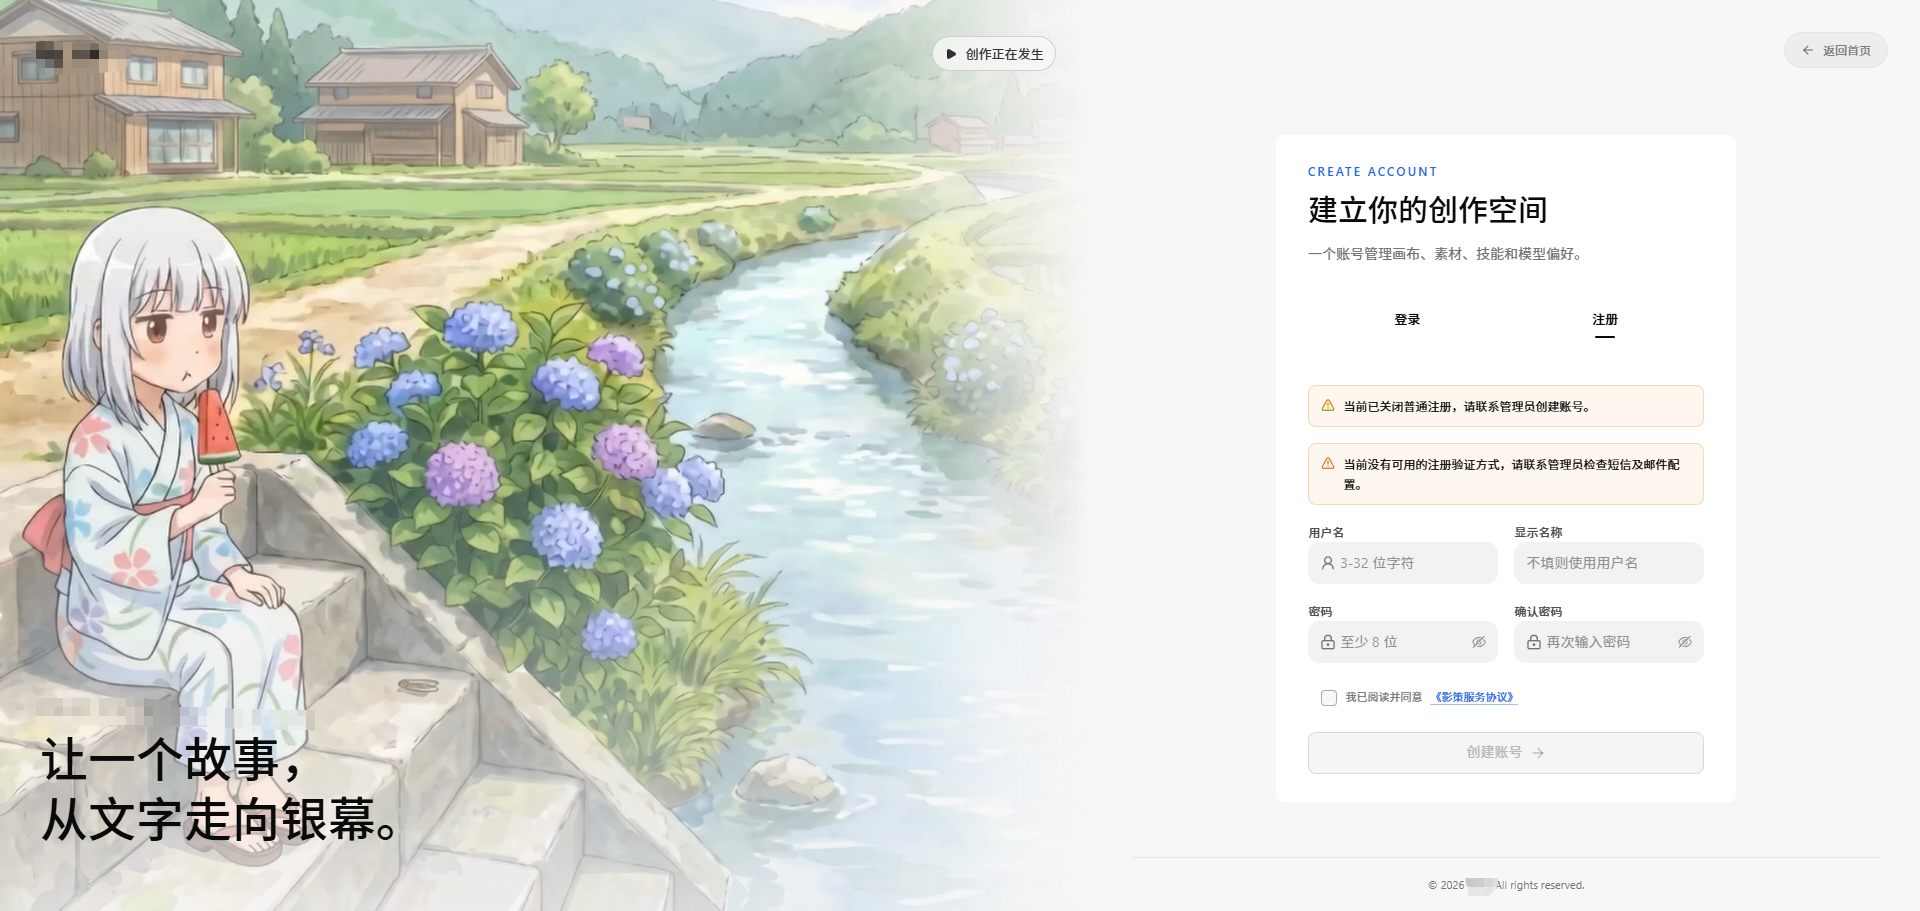 创作正在发生
返回首页
让一个故事，
从文字走向银幕。
CREATE ACCOUNT
建立你的创作空间
一个账号管理画布、素材、技能和模型偏好。
登录
注册
当前已关闭普通注册，请联系管理员创建账号。
当前没有可用的注册验证方式，请联系管理员检查短信及邮件配
置。
用户名
显示名称
3-32 位字符
不填则使用用户名
密码
确认密码
至少 8 位
再次输入密码
我已阅读并同意 《影策服务协议》
创建账号
© 2026 All rights reserved.